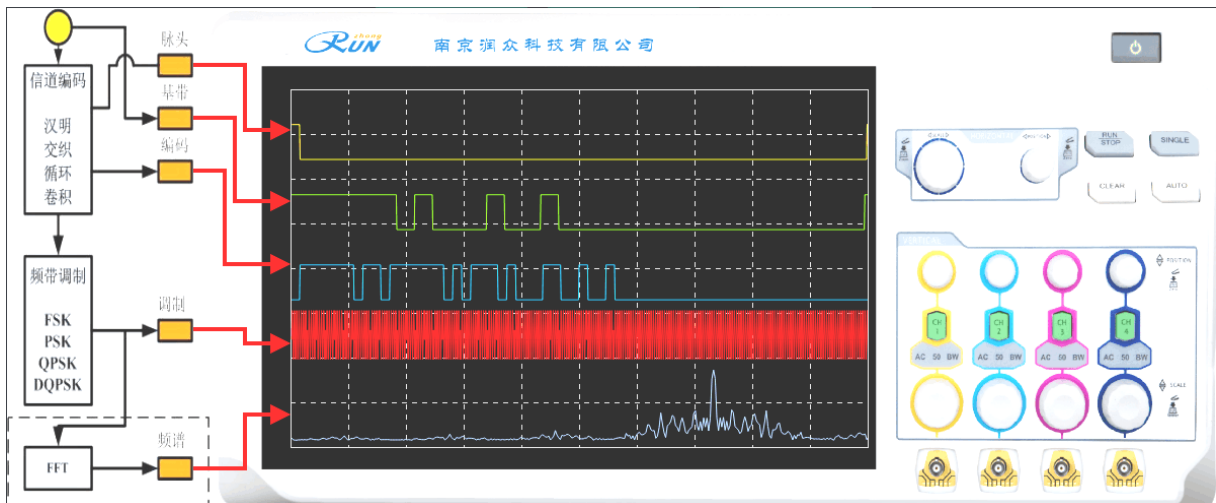 脉头
RUN
zhong
南京润众科技有限公司
信道编码
汉明
交织
循环
卷积
基带
编码
RUN
STOP
SINGLE
CLEAR
AUTO
频带调制
FSK
PSK
QPSK
DQPSK
调制
POSITION
CH
1
CH
2
CH
3
CH
4
AC 50 BW
AC 50 BW
AC 50 BW
AC 50 BW
SCALE
FFT
频谱